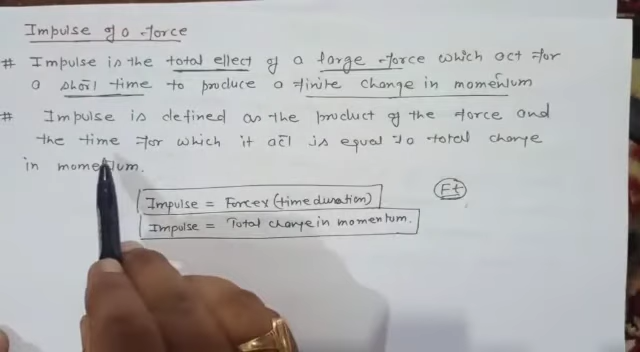 Impulse of a force
# Impulse is the total effect of a large force which act for
a short time to produce a finite change in momentum
# Impulse is defined as the product of the force and
the time for which it act is equal to total change
in momentum.
Impulse = Force x (time duration)
Ft
Impulse = Total change in momentum.